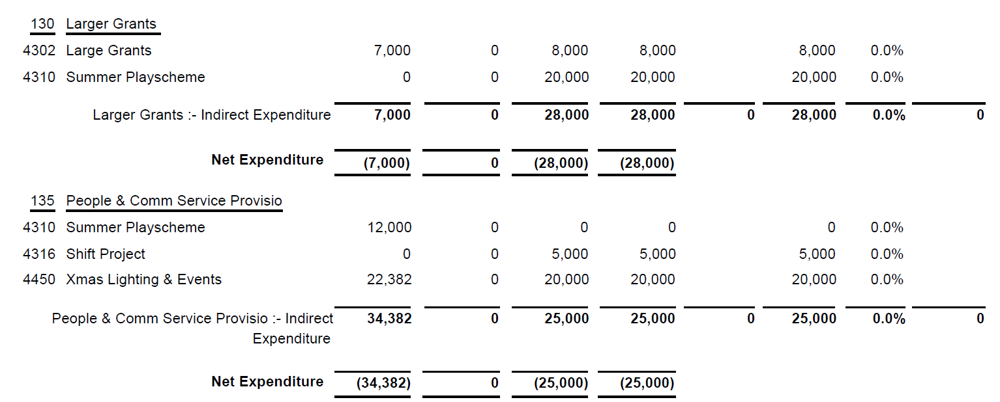 130 Larger Grants
4302 Large Grants 7,000 0 8,000 8,000 8,000 0.0%
4310 Summer Playscheme 0 0 20,000 20,000 20,000 0.0%
Larger Grants :- Indirect Expenditure 7,000 0 28,000 28,000 0 28,000 0.0% 0
Net Expenditure (7,000) 0 (28,000) (28,000)
135 People & Comm Service Provisio
4310 Summer Playscheme 12,000 0 0 0 0 0.0%
4316 Shift Project 0 0 5,000 5,000 5,000 0.0%
4450 Xmas Lighting & Events 22,382 0 20,000 20,000 20,000 0.0%
People & Comm Service Provisio :- Indirect 34,382 0 25,000 25,000 0 25,000 0.0% 0
Expenditure
Net Expenditure (34,382) 0 (25,000) (25,000)